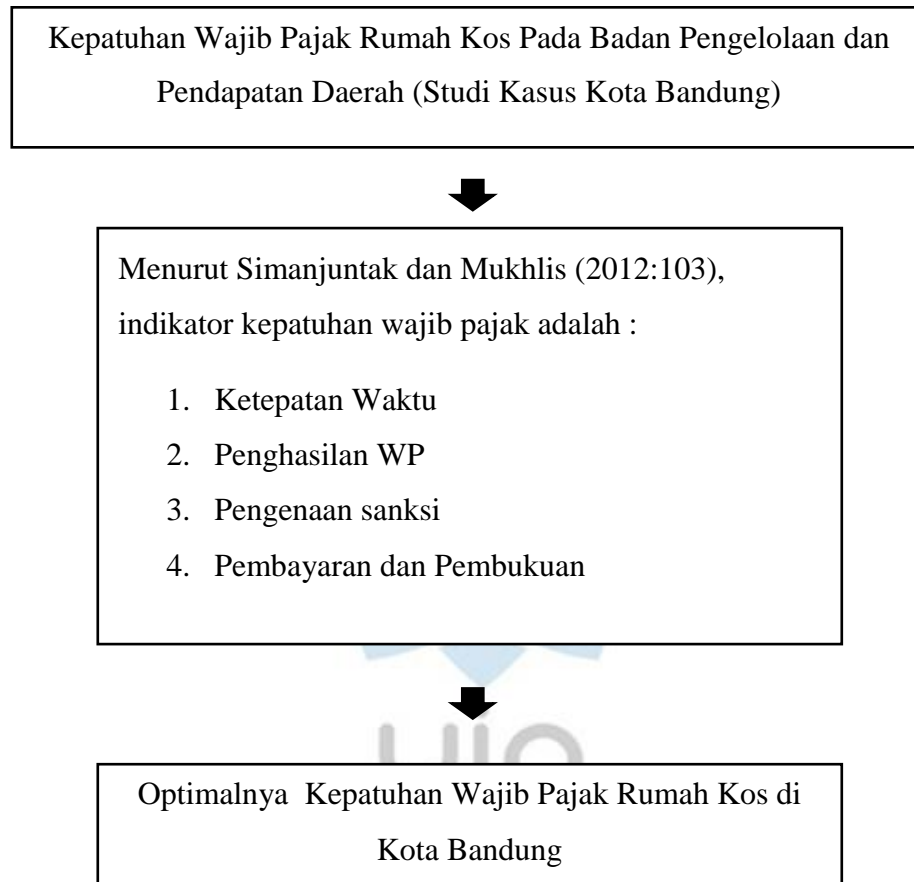 Kepatuhan Wajib Pajak Rumah Kos Pada Badan Pengelolaan dan
Pendapatan Daerah (Studi Kasus Kota Bandung)
Menurut Simanjuntak dan Mukhlis (2012:103),
indikator kepatuhan wajib pajak adalah :
1. Ketepatan Waktu
2. Penghasilan WP
3. Pengenaan sanksi
4. Pembayaran dan Pembukuan
uin
Optimalnya Kepatuhan Wajib Pajak Rumah Kos di
Kota Bandung